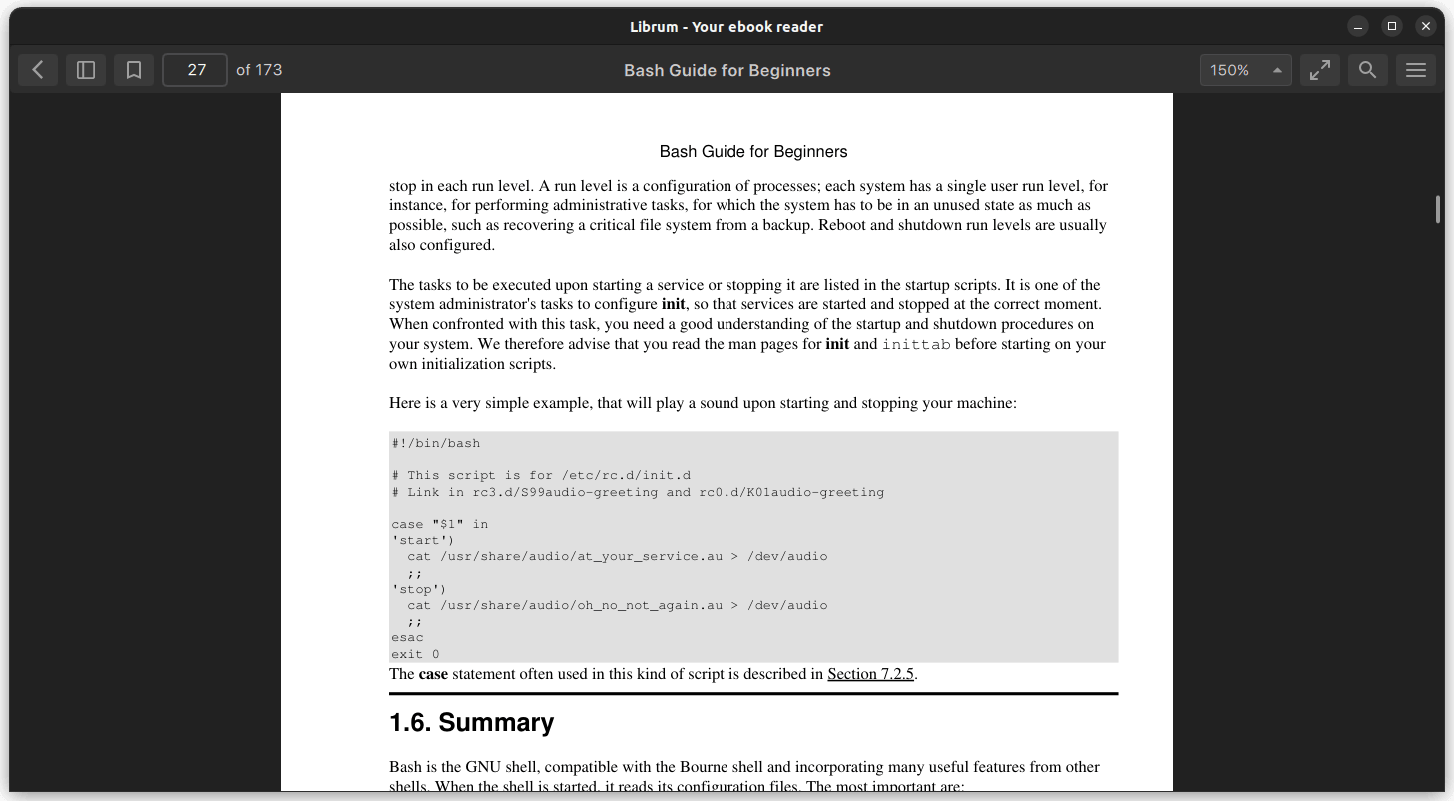 Librum - Your ebook reader
27 of 173
Bash Guide for Beginners
150%
Bash Guide for Beginners
stop in each run level. A run level is a configuration of processes; each system has a single user run level, for
instance, for performing administrative tasks, for which the system has to be in an unused state as much as
possible, such as recovering a critical file system from a backup. Reboot and shutdown run levels are usually
also configured.
The tasks to be executed upon starting a service or stopping it are listed in the startup scripts. It is one of the
system administrator's tasks to configure init, so that services are started and stopped at the correct moment.
When confronted with this task, you need a good understanding of the startup and shutdown procedures on
your system. We therefore advise that you read the man pages for init and inittab before starting on your
own initialization scripts.
Here is a very simple example, that will play a sound upon starting and stopping your machine:
#!/bin/bash
# This script is for /etc/rc.d/init.d
# Link in rc3.d/S99audio-greeting and rc0.d/K01audio-greeting
case "$1" in
'start')
  cat /usr/share/audio/at_your_service.au > /dev/audio
  ;;
'stop')
  cat /usr/share/audio/oh_no_not_again.au > /dev/audio
  ;;
esac
exit 0
The case statement often used in this kind of script is described in Section 7.2.5.
1.6. Summary
Bash is the GNU shell, compatible with the Bourne shell and incorporating many useful features from other
shells. When the shell is started, it reads its configuration files. The most important are: